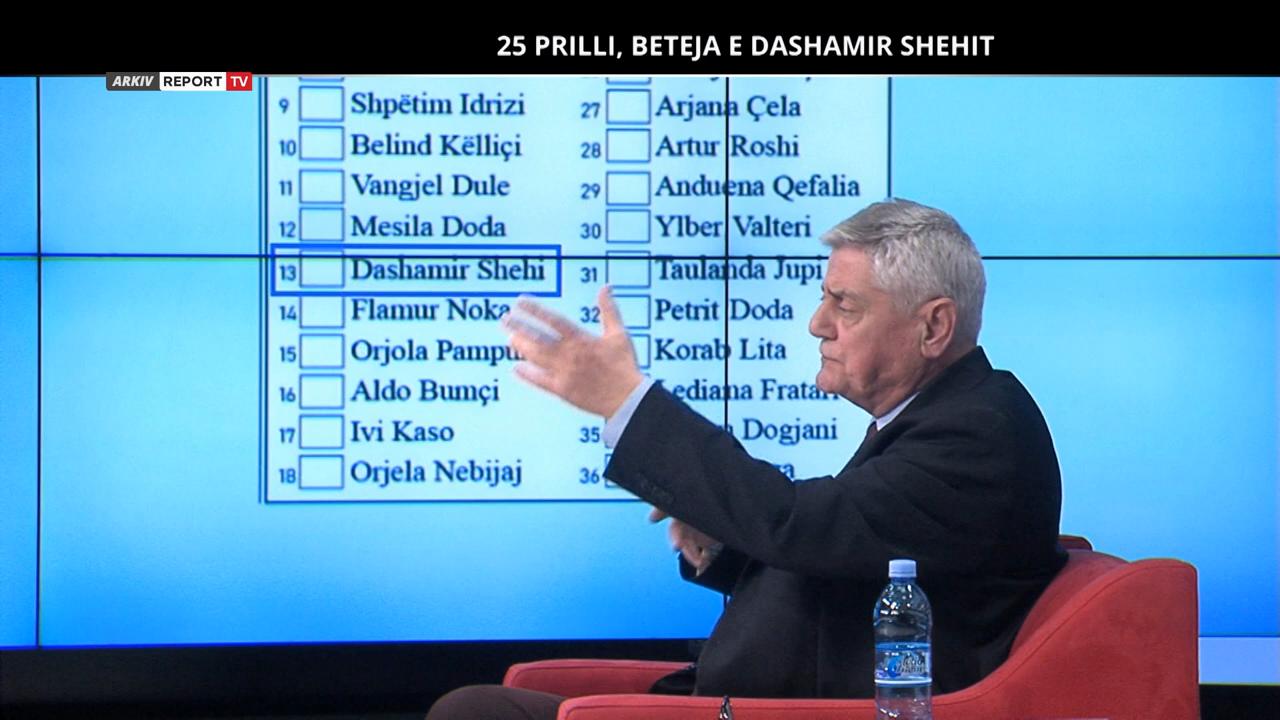 25 PRILLI, BETEJA E DASHAMIR SHEHIT
ARKIV REPORT TV
9 Shpëtim Idrizi
10 Belind Këlliçi
11 Vangjel Dule
12 Mesila Doda
13 Dashamir Shehi
14 Flamur Noka
15 Orjola Pampu
16 Aldo Bumçi
17 Ivi Kaso
18 Orjela Nebijaj
27 Arjana Çela
28 Artur Roshi
29 Anduena Qefalia
30 Ylber Valteri
31 Taulanda Jupi
32 Petrit Doda
Korab Lita
Lediana Fratar
35 Dogjani
36